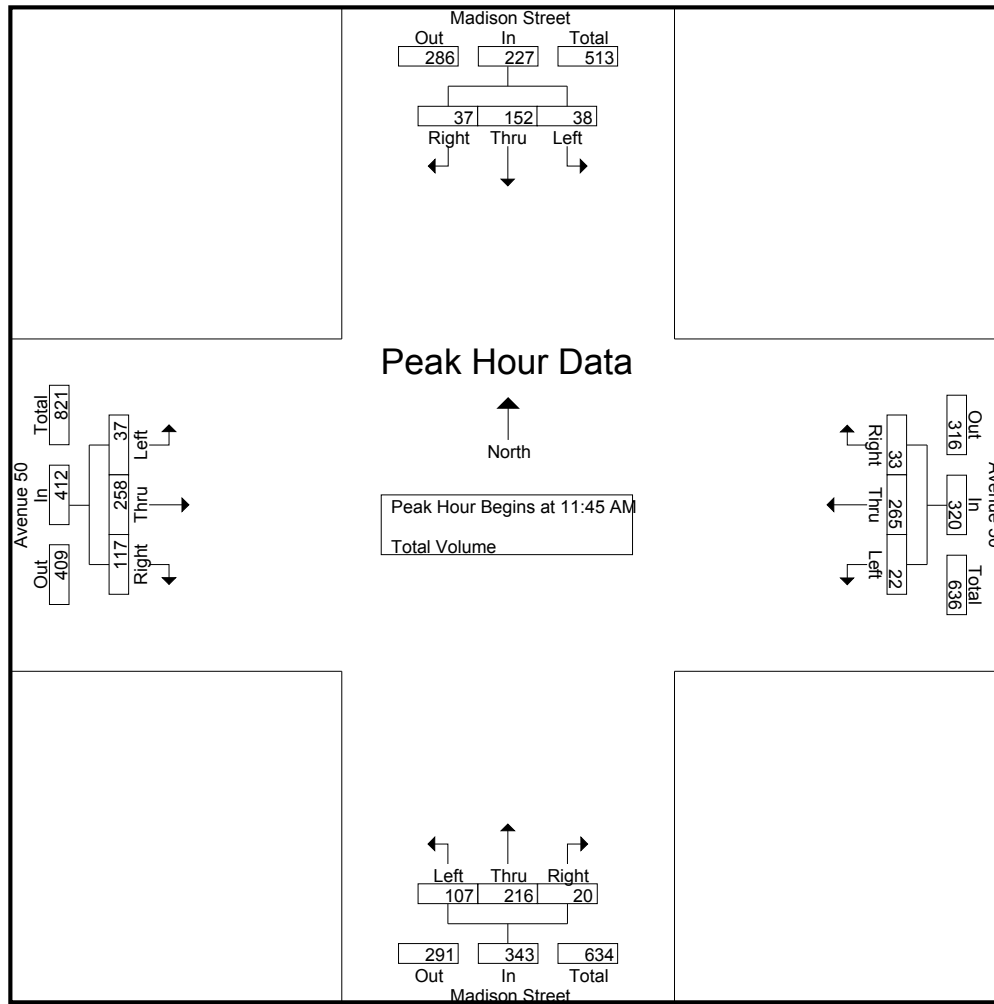 Madison Street
Out In Total
286 227 513
37 152 38
Right Thru Left
Peak Hour Data
North
Peak Hour Begins at 11:45 AM
Total Volume
Avenue 50
Total In Out
821 412 409
37 258 117
Left Thru Right
Avenue 50
Out In Total
316 320 636
33 265 22
Right Thru Left
Left Thru Right
107 216 20
291 343 634
Out In Total
Madison Street